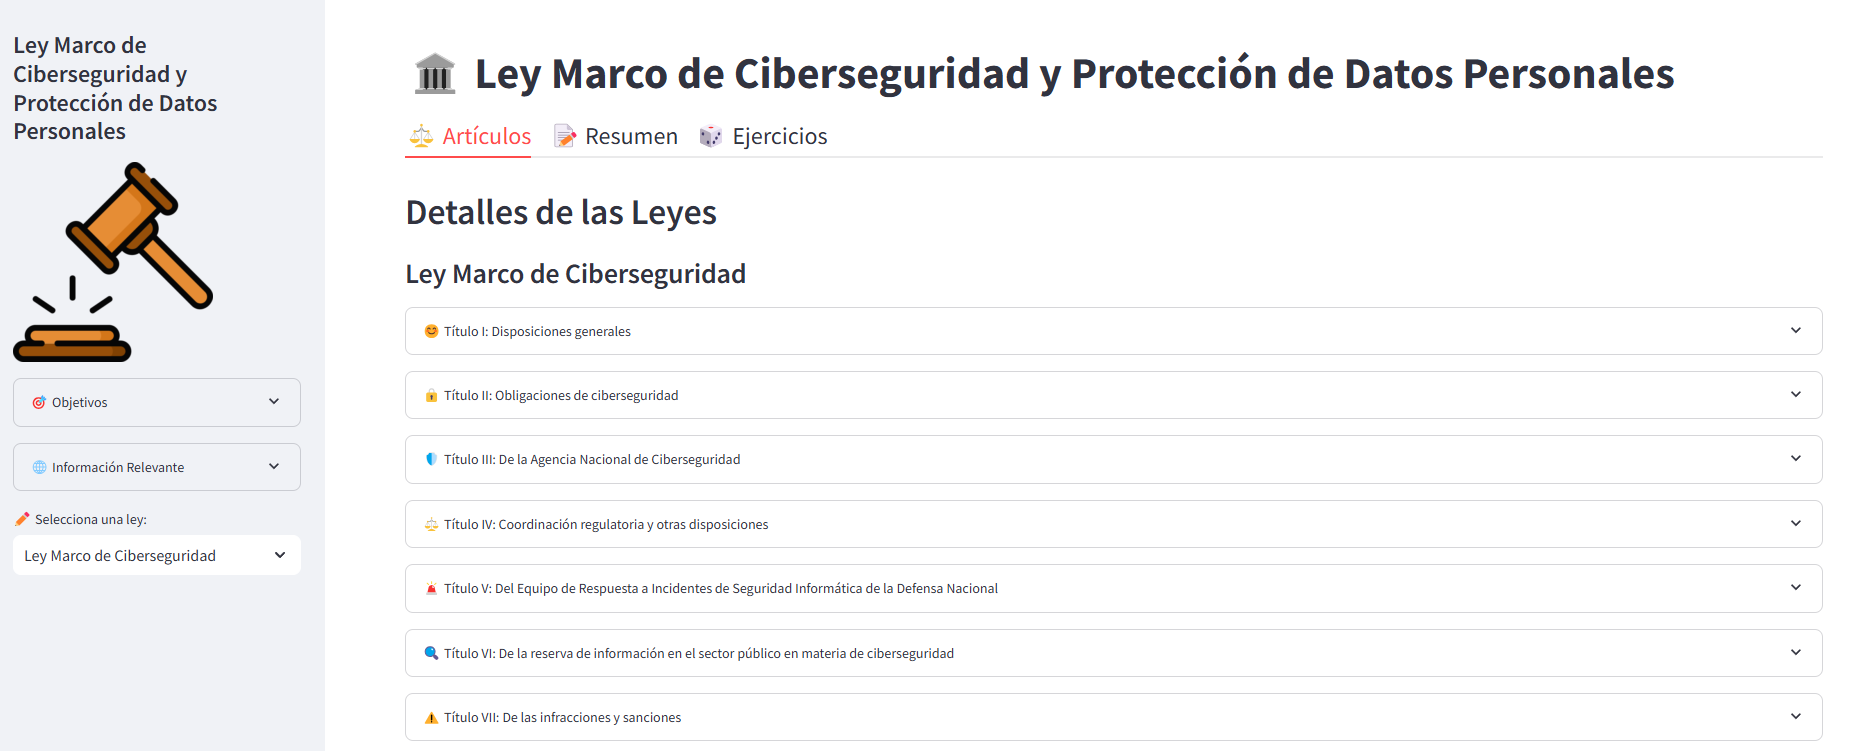 Ley Marco de
Ciberseguridad y
Protección de Datos
Personales
Objetivos
Información Relevante
Selecciona una ley:
Ley Marco de Ciberseguridad
Ley Marco de Ciberseguridad y Protección de Datos Personales
Artículos
Resumen
Ejercicios
Detalles de las Leyes
Ley Marco de Ciberseguridad
Título I: Disposiciones generales
Título II: Obligaciones de ciberseguridad
Título III: De la Agencia Nacional de Ciberseguridad
Título IV: Coordinación regulatoria y otras disposiciones
Título V: Del Equipo de Respuesta a Incidentes de Seguridad Informática de la Defensa Nacional
Título VI: De la reserva de información en el sector público en materia de ciberseguridad
Título VII: De las infracciones y sanciones